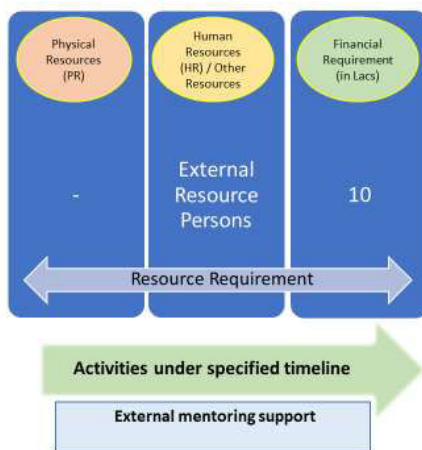 Physical
Resources
(PR)
Human
Resources
(HR) / Other
Resources
Financial
Requirement
(in Lacs)
-
External
Resource
Persons
10
Resource Requirement
Activities under specified timeline
External mentoring support